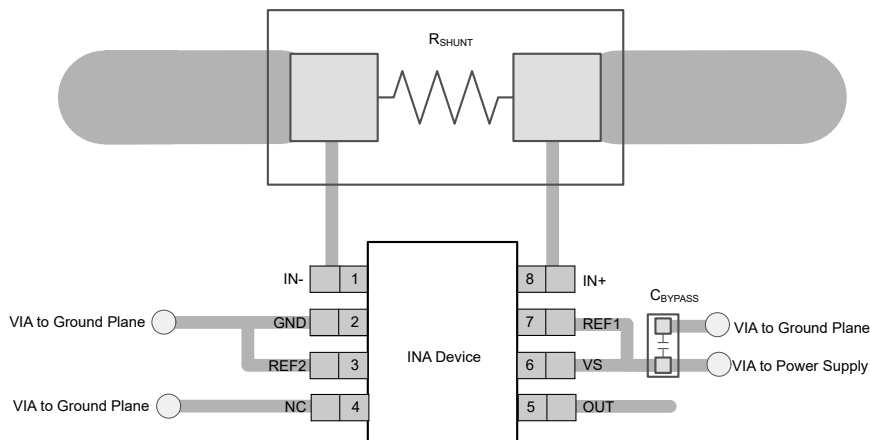 RSHUNT
IN- 1
8 IN+
CBYPASS
VIA to Ground Plane
GND 2
7 REF1
VIA to Ground Plane
INA Device
REF2 3
6 VS
VIA to Power Supply
VIA to Ground Plane
NC 4
5 OUT